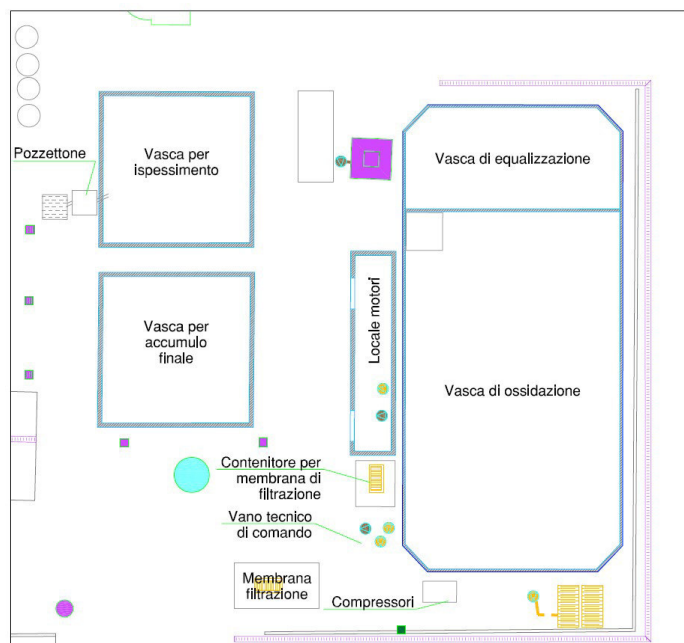 Pozzettone
Vasca per
ispessimento
Vasca di equalizzazione
Vasca per
accumulo
finale
Locale motori
Vasca di ossidazione
Contenitore per
membrana di
filtrazione
Vano tecnico
di comando
Membrana
filtrazione
Compressori